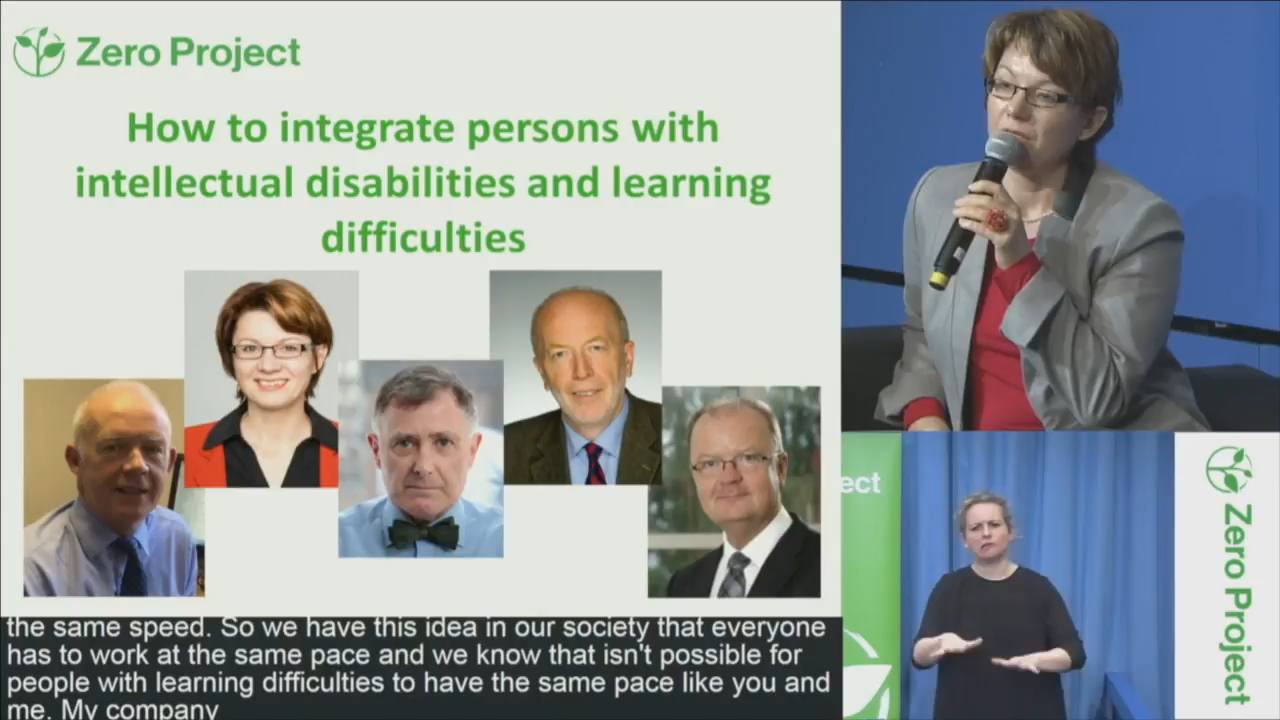 Zero Project
How to integrate persons with
intellectual disabilities and learning
difficulties
the same speed. So we have this idea in our society that everyone
has to work at the same pace and we know that isn't possible for
people with learning difficulties to have the same pace like you and
me. My company
ect
Zero Project